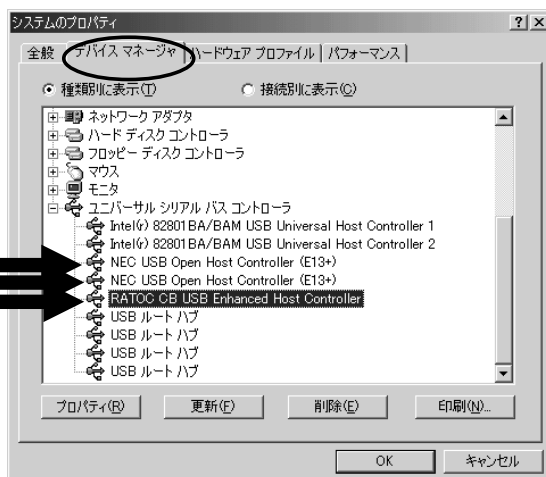 システムのプロパティ
全般 デバイス マネージャ ハードウェア プロファイル パフォーマンス
種類別に表示(T) 接続別に表示(C)
ネットワーク アダプタ
ハード ディスク コントローラ
フロッピー ディスク コントローラ
マウス
モニタ
ユニバーサル シリアル バス コントローラ
Intel(r) 82801BA/BAM USB Universal Host Controller 1
Intel(r) 82801BA/BAM USB Universal Host Controller 2
NEC USB Open Host Controller (E13+)
NEC USB Open Host Controller (E13+)
RATOC CB USB Enhanced Host Controller
USB ルート ハブ
USB ルート ハブ
USB ルート ハブ
USB ルート ハブ
プロパティ(R) 更新(F) 削除(E) 印刷(N)...
OK キャンセル